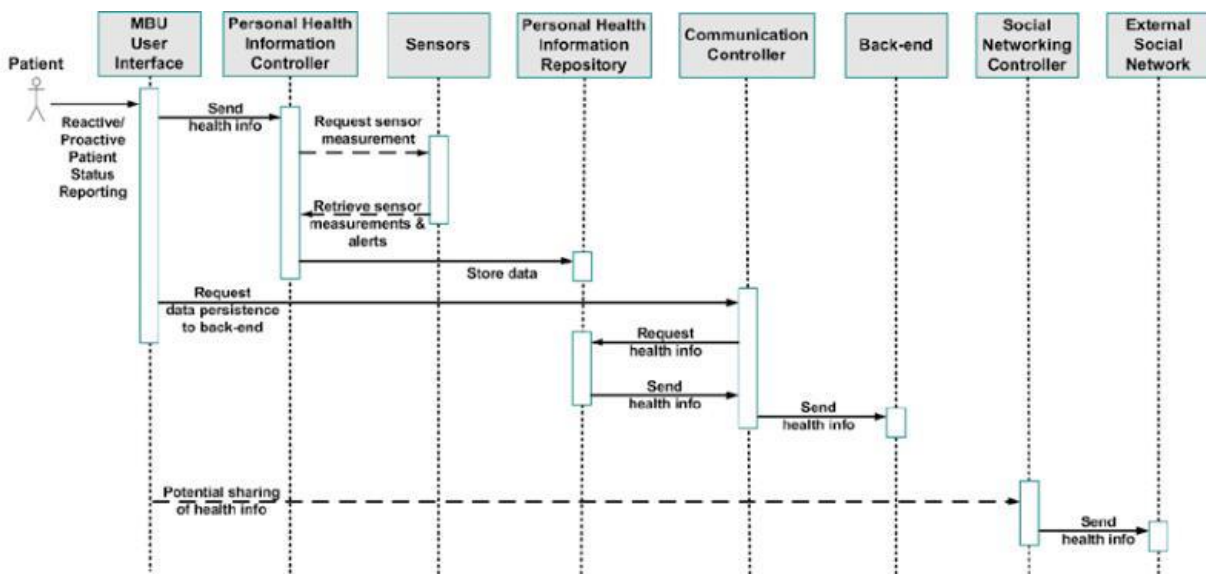 MBU
User
Interface
Personal Health
Information
Controller
Sensors
Personal Health
Information
Repository
Communication
Controller
Back-end
Social
Networking
Controller
External
Social
Network
Patient
Reactive/
Proactive
Patient
Status
Reporting
Send
health info
Request sensor
measurement
Retrieve sensor
measurements &
alerts
Store data
Request
data persistence
to back-end
Request
health info
Send
health info
Send
health info
Potential sharing
of health info
Send
health info